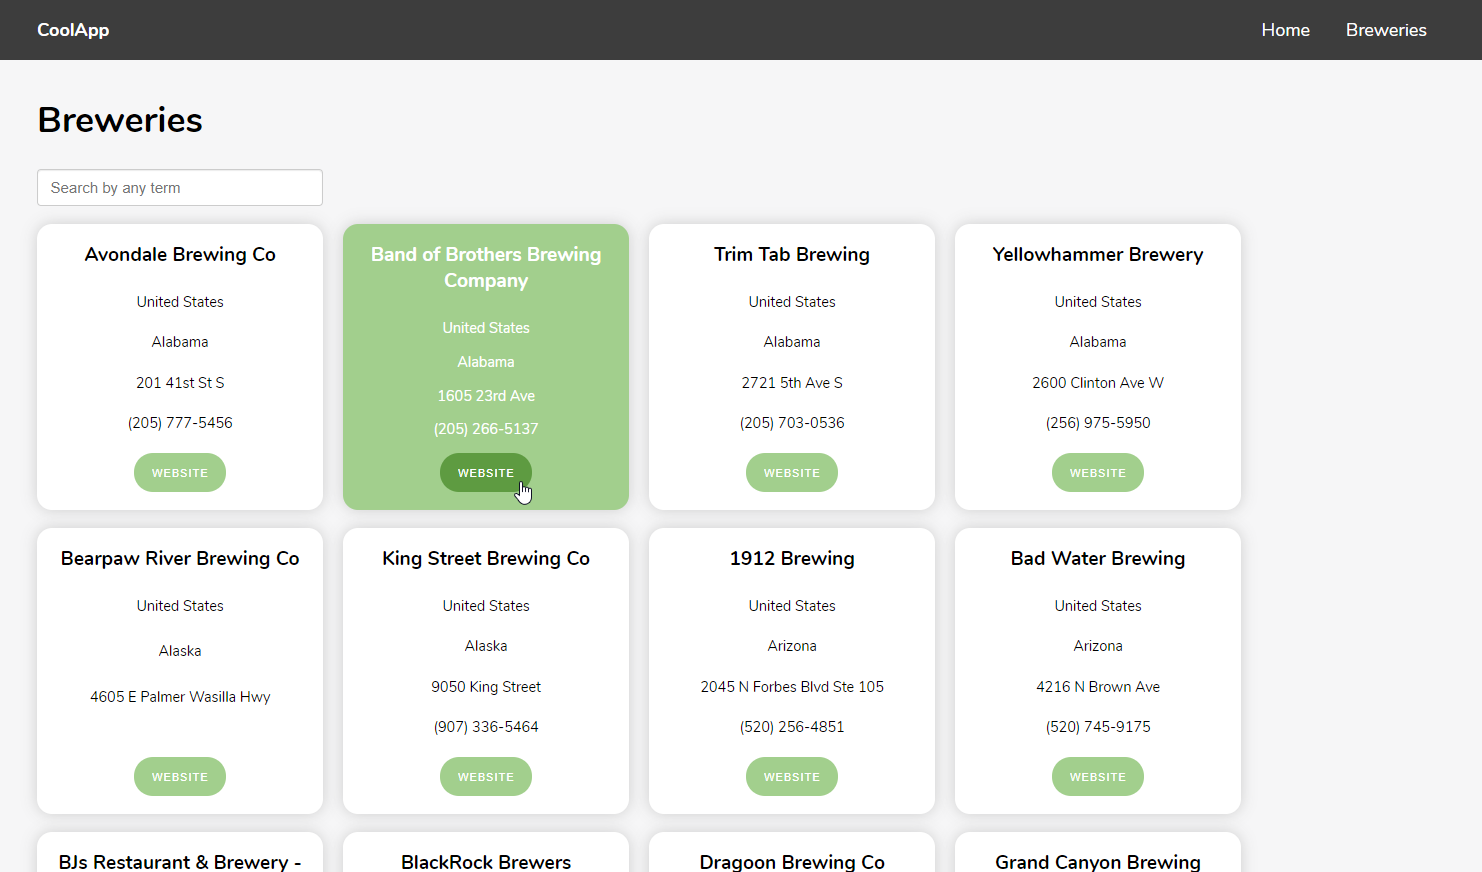 CoolApp
Home
Breweries
Breweries
Search by any term
Avondale Brewing Co
United States
Alabama
201 41st St S
(205) 777-5456
WEBSITE
Band of Brothers Brewing
Company
United States
Alabama
1605 23rd Ave
(205) 266-5137
WEBSITE
Trim Tab Brewing
United States
Alabama
2721 5th Ave S
(205) 703-0536
WEBSITE
Yellowhammer Brewery
United States
Alabama
2600 Clinton Ave W
(256) 975-5950
WEBSITE
Bearpaw River Brewing Co
United States
Alaska
4605 E Palmer Wasilla Hwy
WEBSITE
King Street Brewing Co
United States
Alaska
9050 King Street
(907) 336-5464
WEBSITE
1912 Brewing
United States
Arizona
2045 N Forbes Blvd Ste 105
(520) 256-4851
WEBSITE
Bad Water Brewing
United States
Arizona
4216 N Brown Ave
(520) 745-9175
WEBSITE
BJs Restaurant & Brewery -
BlackRock Brewers
Dragoon Brewing Co
Grand Canyon Brewing